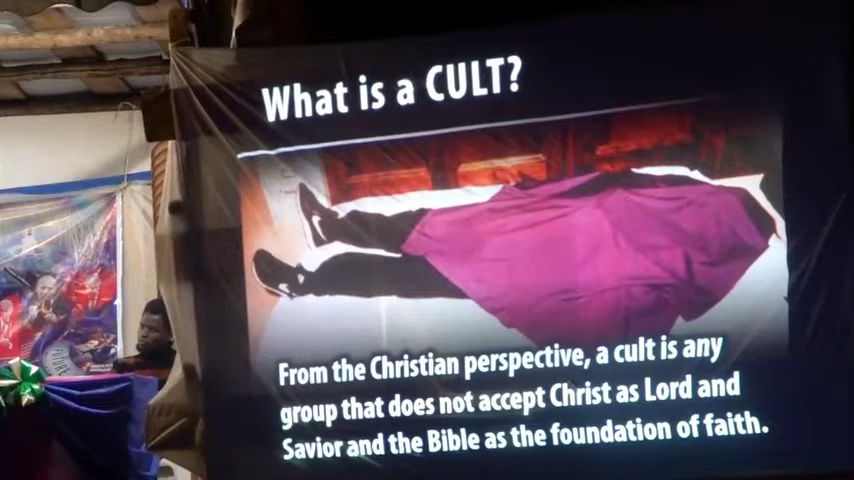 What is a CULT?
From the Christian perspective, a cult is any
group that does not accept Christ as Lord and
Savior and the Bible as the foundation of faith.
FUTURE